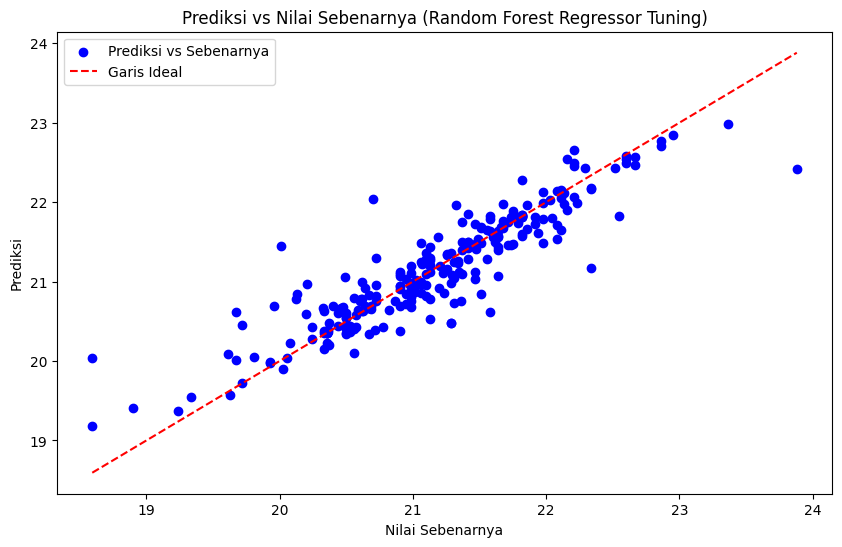 Prediksi vs Nilai Sebenarnya (Random Forest Regressor Tuning)
Prediksi vs Sebenarnya
Garis Ideal
24
23
22
21
20
19
Prediksi
19
20
21
22
23
24
Nilai Sebenarnya